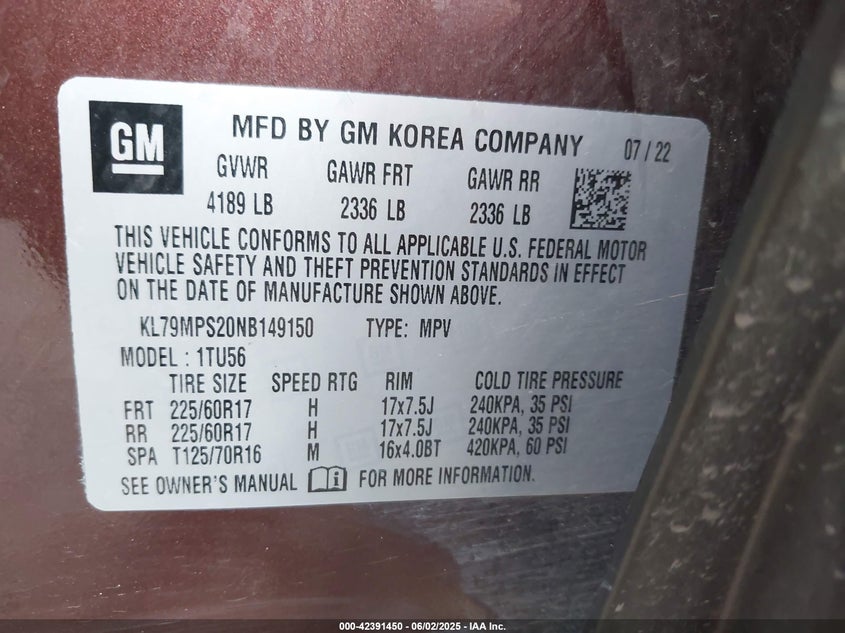 GM
MFD BY GM KOREA COMPANY 07 / 22
GVWR GAWR FRT GAWR RR
4189 LB 2336 LB 2336 LB
THIS VEHICLE CONFORMS TO ALL APPLICABLE U.S. FEDERAL MOTOR
VEHICLE SAFETY AND THEFT PREVENTION STANDARDS IN EFFECT
ON THE DATE OF MANUFACTURE SHOWN ABOVE.
KL79MPS20NB149150 TYPE: MPV
MODEL : 1TU56
TIRE SIZE SPEED RTG RIM COLD TIRE PRESSURE
FRT 225/60R17 H 17x7.5J 240KPA, 35 PSI
RR 225/60R17 H 17x7.5J 240KPA, 35 PSI
SPA T125/70R16 M 16x4.0BT 420KPA, 60 PSI
SEE OWNER'S MANUAL i FOR MORE INFORMATION.
000-42391450 - 06/02/2025 - IAA Inc.